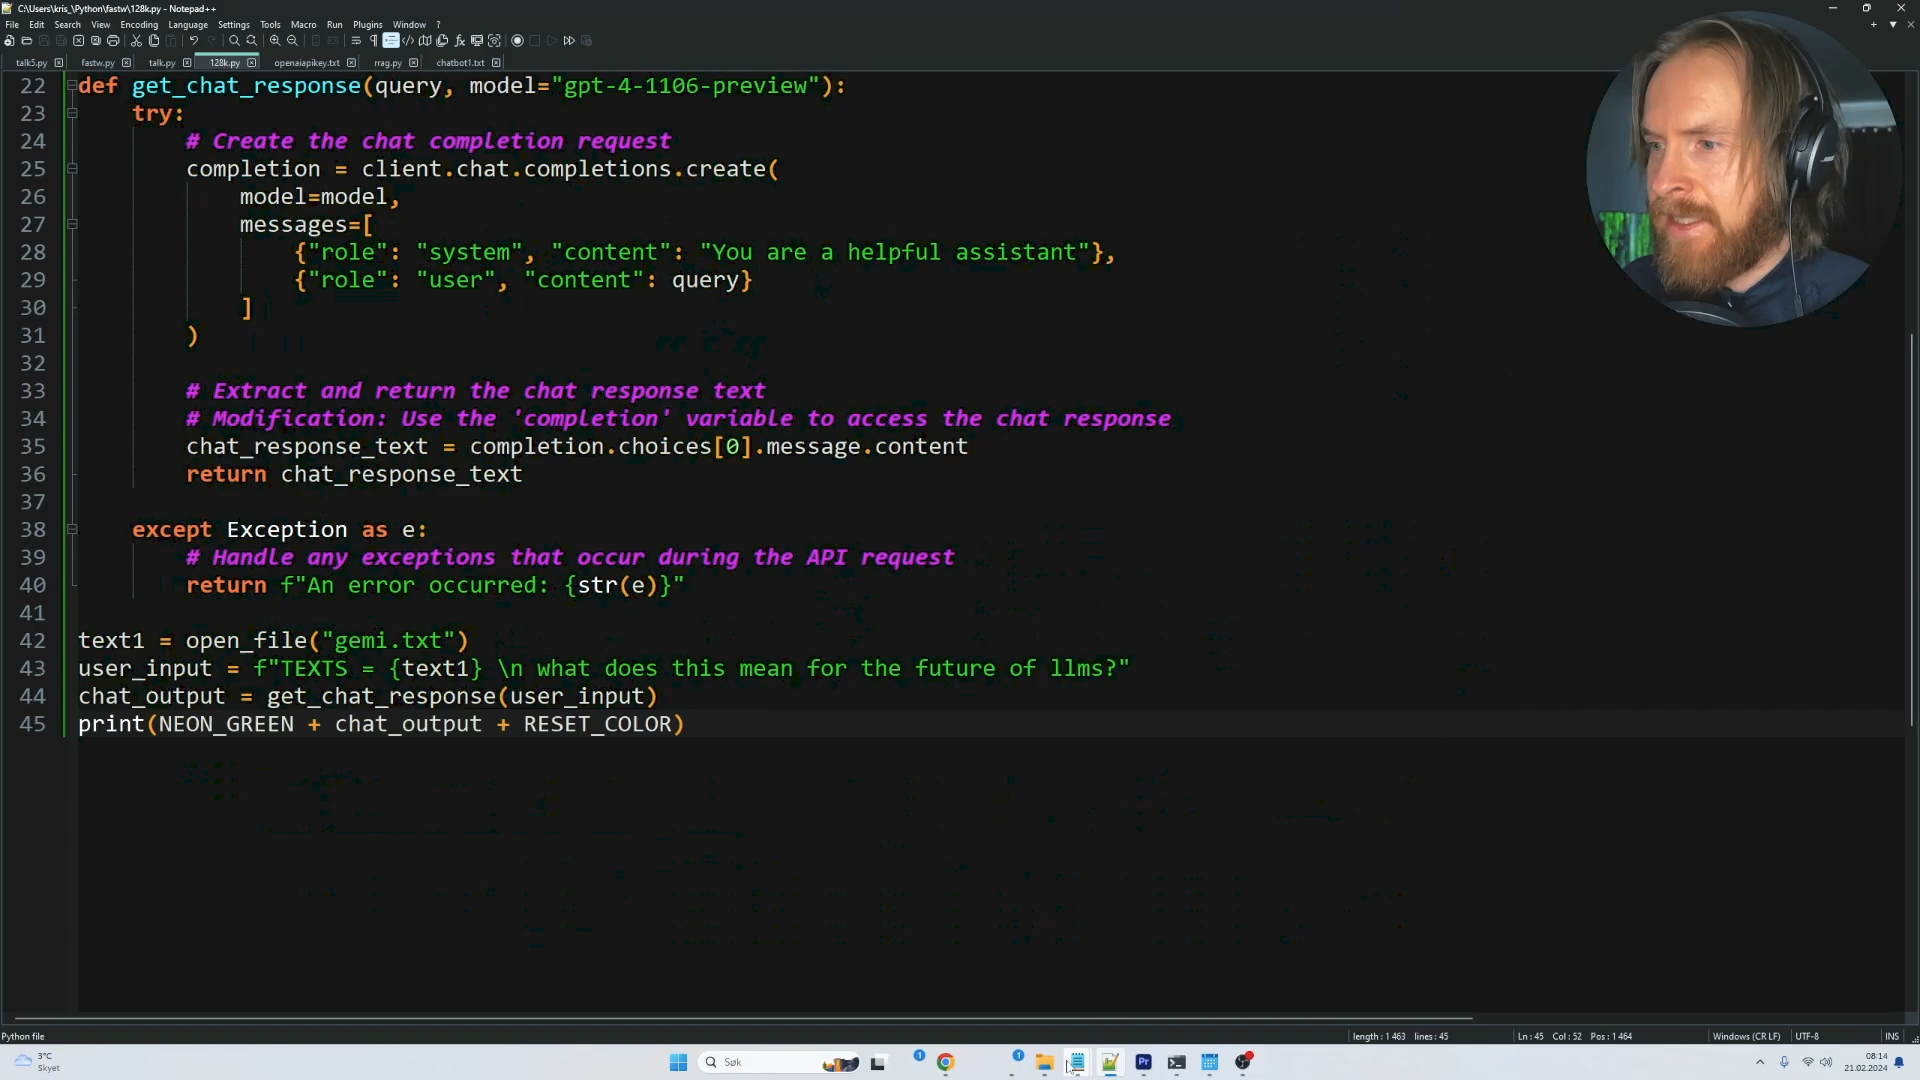 C:\Users\kris_\Python\fastw\128k.py - Notepad++
File Edit Search View Encoding Language Settings Tools Macro Run Plugins Window ?
talk5.py fastw.py talk.py 128k.py openaiapikey.txt rrag.py chatbot1.txt
22 def get_chat_response(query, model="gpt-4-1106-preview"):
23 try:
24 # Create the chat completion request
25 completion = client.chat.completions.create(
26 model=model,
27 messages=[
28 {"role": "system", "content": "You are a helpful assistant"},
29 {"role": "user", "content": query}
30 ]
31 )
32
33 # Extract and return the chat response text
34 # Modification: Use the 'completion' variable to access the chat response
35 chat_response_text = completion.choices[0].message.content
36 return chat_response_text
37
38 except Exception as e:
39 # Handle any exceptions that occur during the API request
40 return f"An error occurred: {str(e)}"
41
42 text1 = open_file("gemi.txt")
43 user_input = f"TEXTS = {text1} \n what does this mean for the future of llms?"
44 chat_output = get_chat_response(user_input)
45 print(NEON_GREEN + chat_output + RESET_COLOR)
Python file length : 1 463 lines : 45 Ln : 45 Col : 52 Pos : 1 464 Windows (CR LF) UTF-8 INS
3°C
Skyet
Søk
1
1
Pr
08:14
21.02.2024